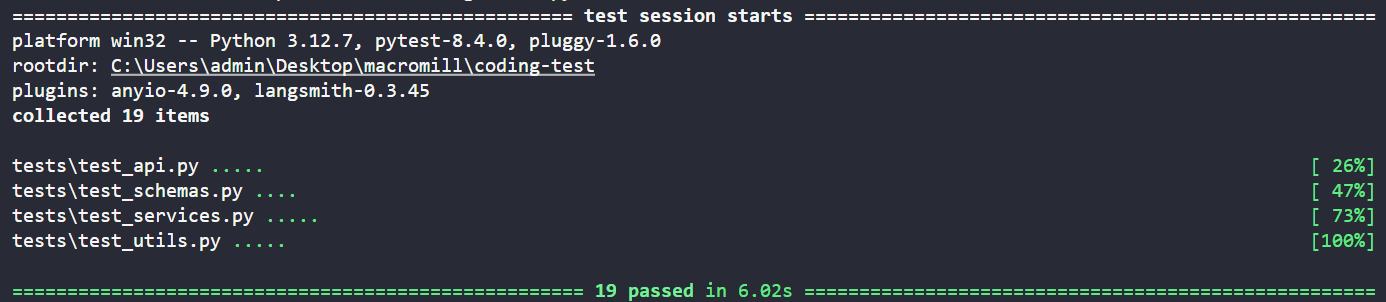 ==================================================== test session starts ====================================================
platform win32 -- Python 3.12.7, pytest-8.4.0, pluggy-1.6.0
rootdir: C:\Users\admin\Desktop\macromill\coding-test
plugins: anyio-4.9.0, langsmith-0.3.45
collected 19 items
tests\test_api.py ..... [ 26%]
tests\test_schemas.py .... [ 47%]
tests\test_services.py ..... [ 73%]
tests\test_utils.py ..... [100%]
==================================================== 19 passed in 6.02s ====================================================